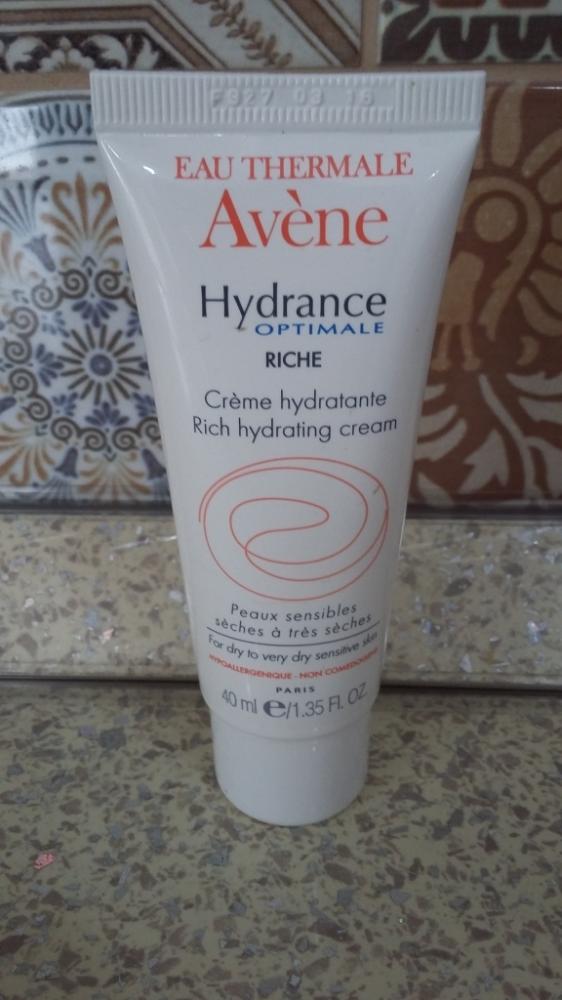 F927 03 16
EAU THERMALE
Avène
Hydrance
OPTIMALE
RICHE
Crème hydratante
Rich hydrating cream
Peaux sensibles
sèches à très sèches
For dry to very dry sensitive skin
HYPOALLERGENIQUE - NON COMEDOGENE
PARIS
40 ml e/1.35 FL. OZ.